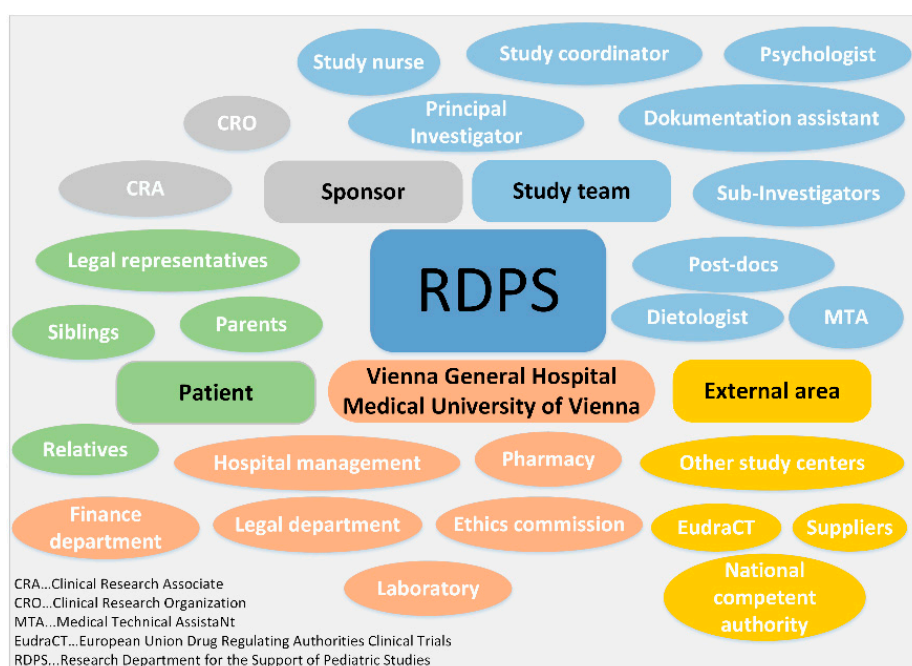 Study nurse
Study coordinator
Psychologist
CRO
Principal
Investigator
Dokumentation assistant
CRA
Sponsor
Study team
Sub-Investigators
Legal representatives
RDPS
Post-docs
Siblings
Parents
Dietologist
MTA
Patient
Vienna General Hospital
Medical University of Vienna
External area
Relatives
Hospital management
Pharmacy
Other study centers
Finance
department
Legal department
Ethics commission
EudraCT
Suppliers
Laboratory
National
competent
authority
CRA...Clinical Research Associate
CRO...Clinical Research Organization
MTA...Medical Technical AssistaNt
EudraCT...European Union Drug Regulating Authorities Clinical Trials
RDPS...Research Department for the Support of Pediatric Studies